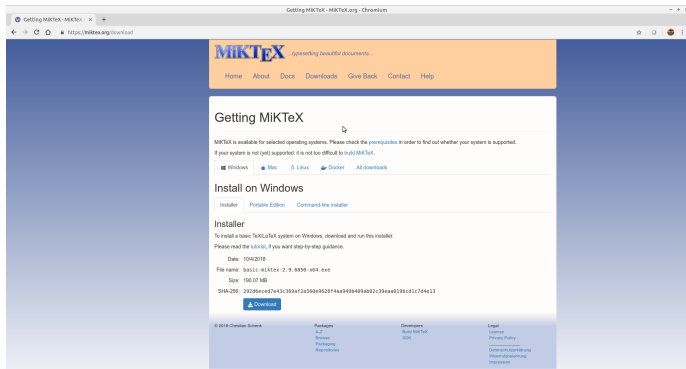 Getting MiKTeX - MiKTeX.org - Chromium
Getting MiKTeX - MiKTeX.
https://miktex.org/download
MiKTeX ... typesetting beautiful documents...
Home About Docs Downloads Give Back Contact Help
Getting MiKTeX
MiKTeX is available for selected operating systems. Please check the prerequisites in order to find out whether your system is supported.
If your system is not (yet) supported: it is not too difficult to build MiKTeX.
Windows Mac Linux Docker All downloads
Install on Windows
Installer Portable Edition Command-line installer
Installer
To install a basic TeX/LaTeX system on Windows, download and run this installer.
Please read the tutorial, if you want step-by-step guidance.
Date: 10/4/2018
File name: basic-miktex-2.9.6850-x64.exe
Size: 190.07 MB
SHA-256:
Download
© 2018 Christian Schenk Packages Developers Legal
A-Z Build MiKTeX License
Browse SDK Privacy Policy
Packaging
Repositories Datenschutzerklärung
Widerrufsbelehrung
Impressum